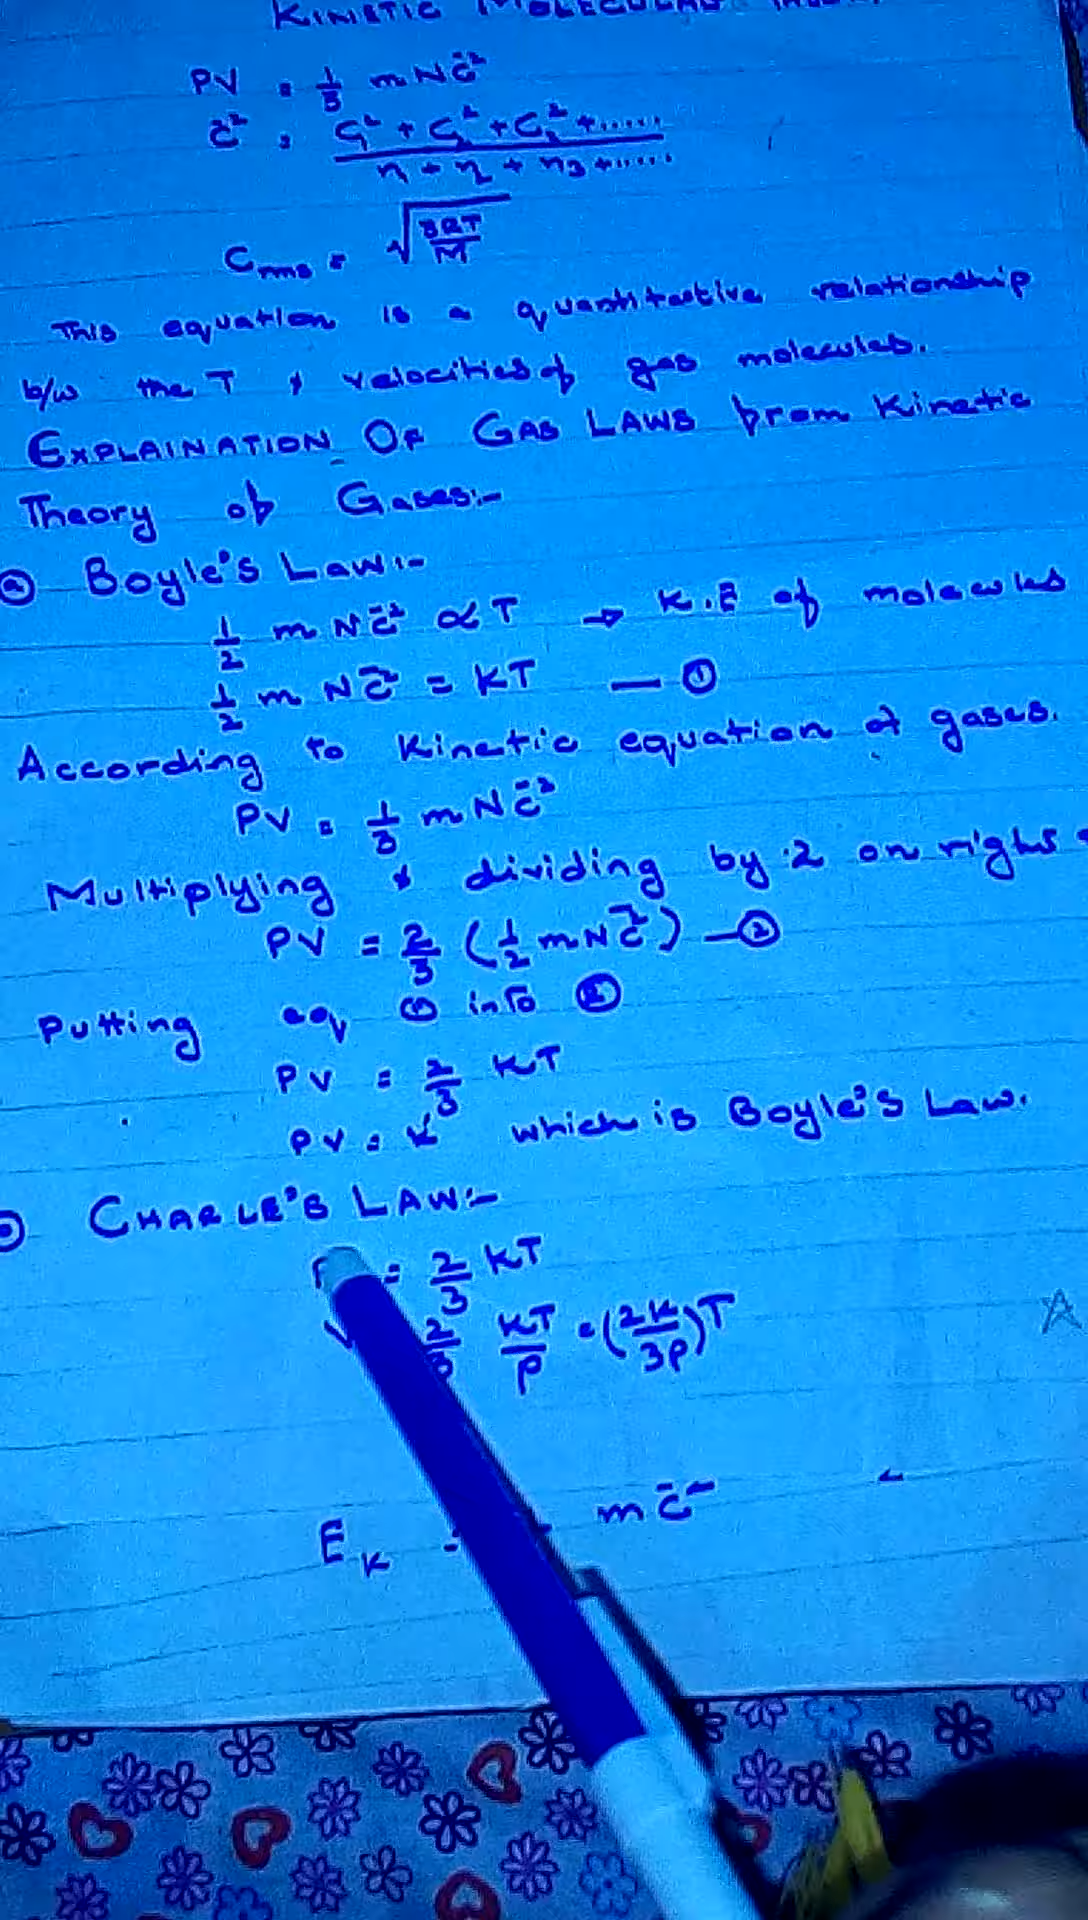 KINETIC MOLECULAR
PV = 1/3 mNc̄²
c̄² = C₁² + C₂² + C₂² + ...... / n + n₂ + n₃ + ......
Crms = √(3RT/M)
This equation is a quantitative relationship
b/w the T & velocities of gas molecules.
EXPLAINATION OF GAS LAWS from Kinetic
Theory of Gases:-
ⓐ BOYLE'S LAW:-
1/2 mNc̄² ∝ T → K.E of molecules
1/2 mNc̄² = KT — ①
According to Kinetic equation of gases.
PV = 1/3 mNc̄²
Multiplying & dividing by 2 on right
PV = 2/3 (1/2 mNc̄²) — ②
Putting eq ① into ②
PV = 2/3 KT
PV = K which is Boyle's Law.
CHARLE'S LAW:-
= 2/3 KT
2/3 KT/P = (2K/3P)T
EK = mc̄²